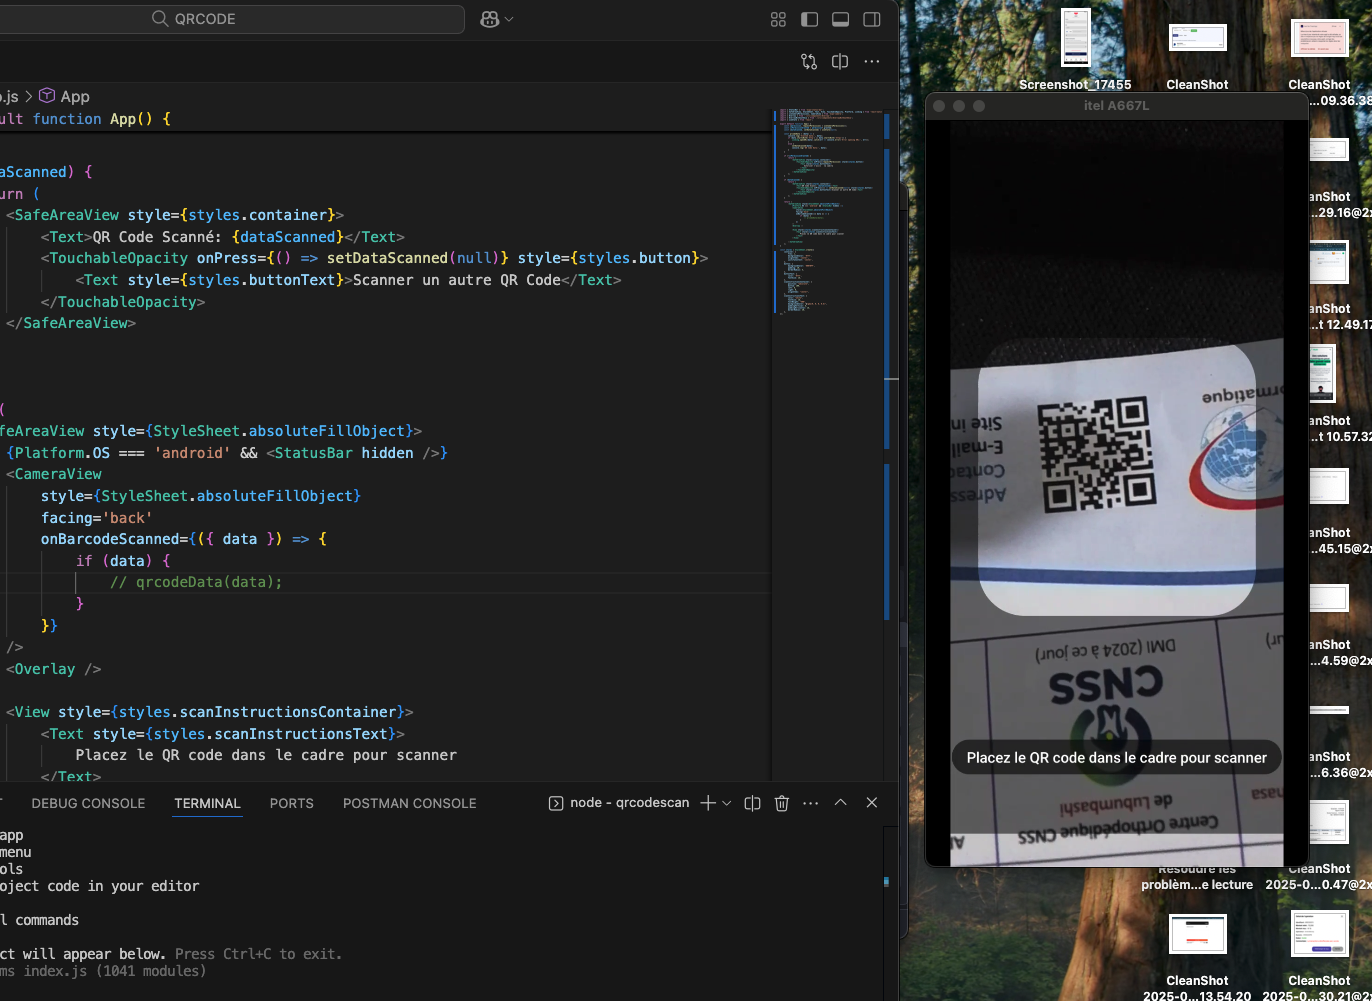 QRCODE
.js > App
ult function App() {
aScanned) {
urn (
<SafeAreaView style={styles.container}>
<Text>QR Code Scanné: {dataScanned}</Text>
<TouchableOpacity onPress={() => setDataScanned(null)} style={styles.button}>
<Text style={styles.buttonText}>Scanner un autre QR Code</Text>
</TouchableOpacity>
</SafeAreaView>
(
feAreaView style={StyleSheet.absoluteFillObject}>
{Platform.OS === 'android' && <StatusBar hidden />}
<CameraView
style={StyleSheet.absoluteFillObject}
facing='back'
onBarcodeScanned={({ data }) => {
if (data) {
// qrcodeData(data);
}
}}
/>
<Overlay />
<View style={styles.scanInstructionsContainer}>
<Text style={styles.scanInstructionsText}>
Placez le QR code dans le cadre pour scanner
</Text>
DEBUG CONSOLE
TERMINAL
PORTS
POSTMAN CONSOLE
node - qrcodescan
app
menu
ols
oject code in your editor
l commands
ct will appear below. Press Ctrl+C to exit.
ms index.js (1041 modules)
itel A667L
ormatique
Site in
E-mail
Contac
Adress
DMI (2024 à ce jour)
CNSS
Placez le QR code dans le cadre pour scanner
de Lubumbashi
Centre Orthopédique CNSS
Screenshot_17455
CleanShot
CleanShot
...09.36.38
anShot
...29.16@2x
anShot
...t 12.49.17
anShot
...t 10.57.32
anShot
...45.15@2x
anShot
...4.59@2x
anShot
...6.36@2x
Résoudre les
problèm...e lecture
CleanShot
2025-0...0.47@2x
CleanShot
2025-0...13.54.20
CleanShot
2025-0...30.21@2x